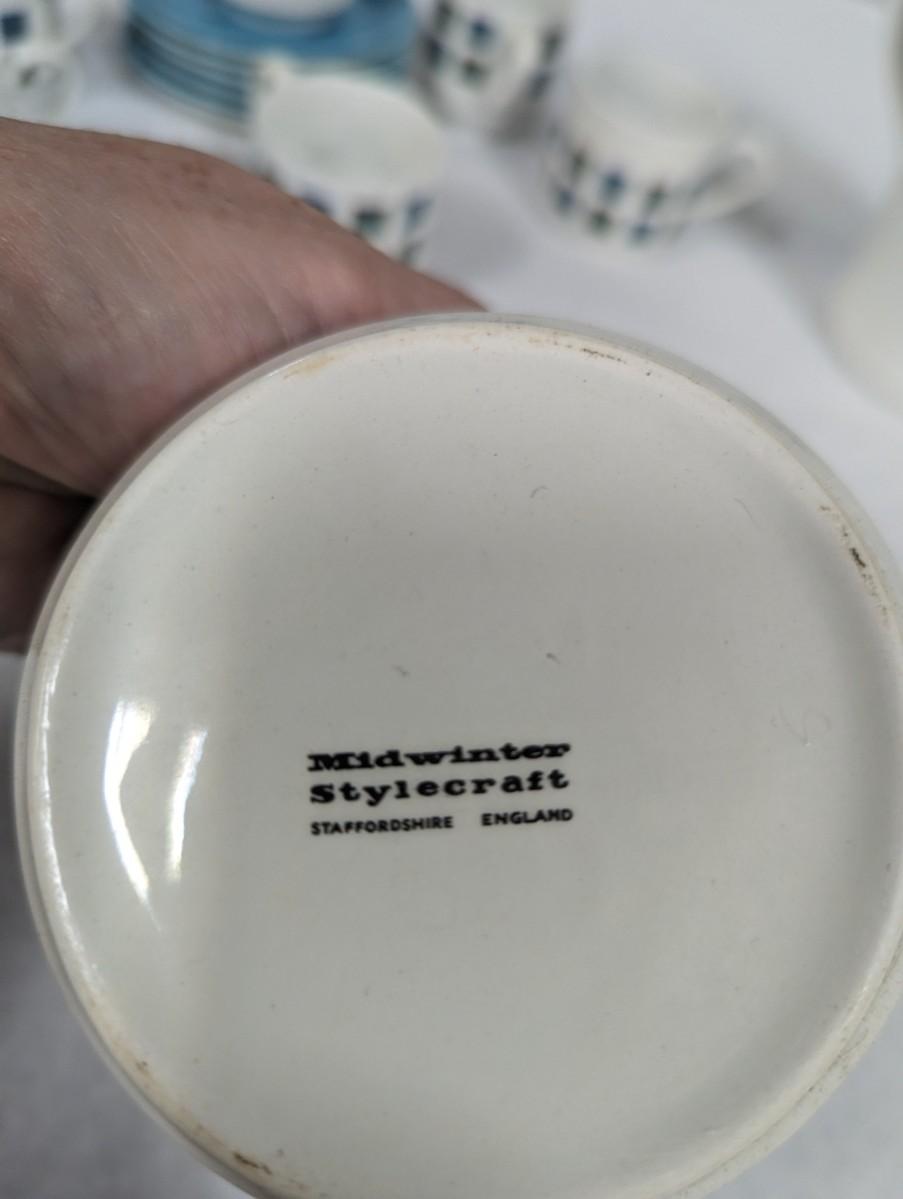 Midwinter
Stylecraft
STAFFORDSHIRE ENGLAND